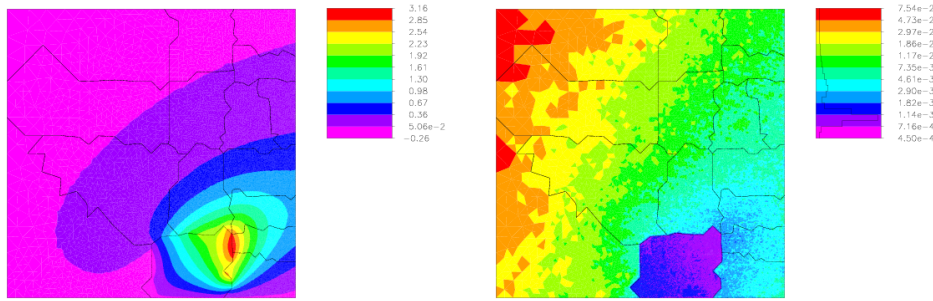 3.16
2.85
2.54
2.23
1.92
1.61
1.30
0.98
0.67
0.36
5.06e-2
-0.26
7.54e-2
4.73e-2
2.97e-2
1.86e-2
1.17e-2
7.35e-3
4.61e-3
2.90e-3
1.82e-3
1.14e-3
7.16e-4
4.50e-4